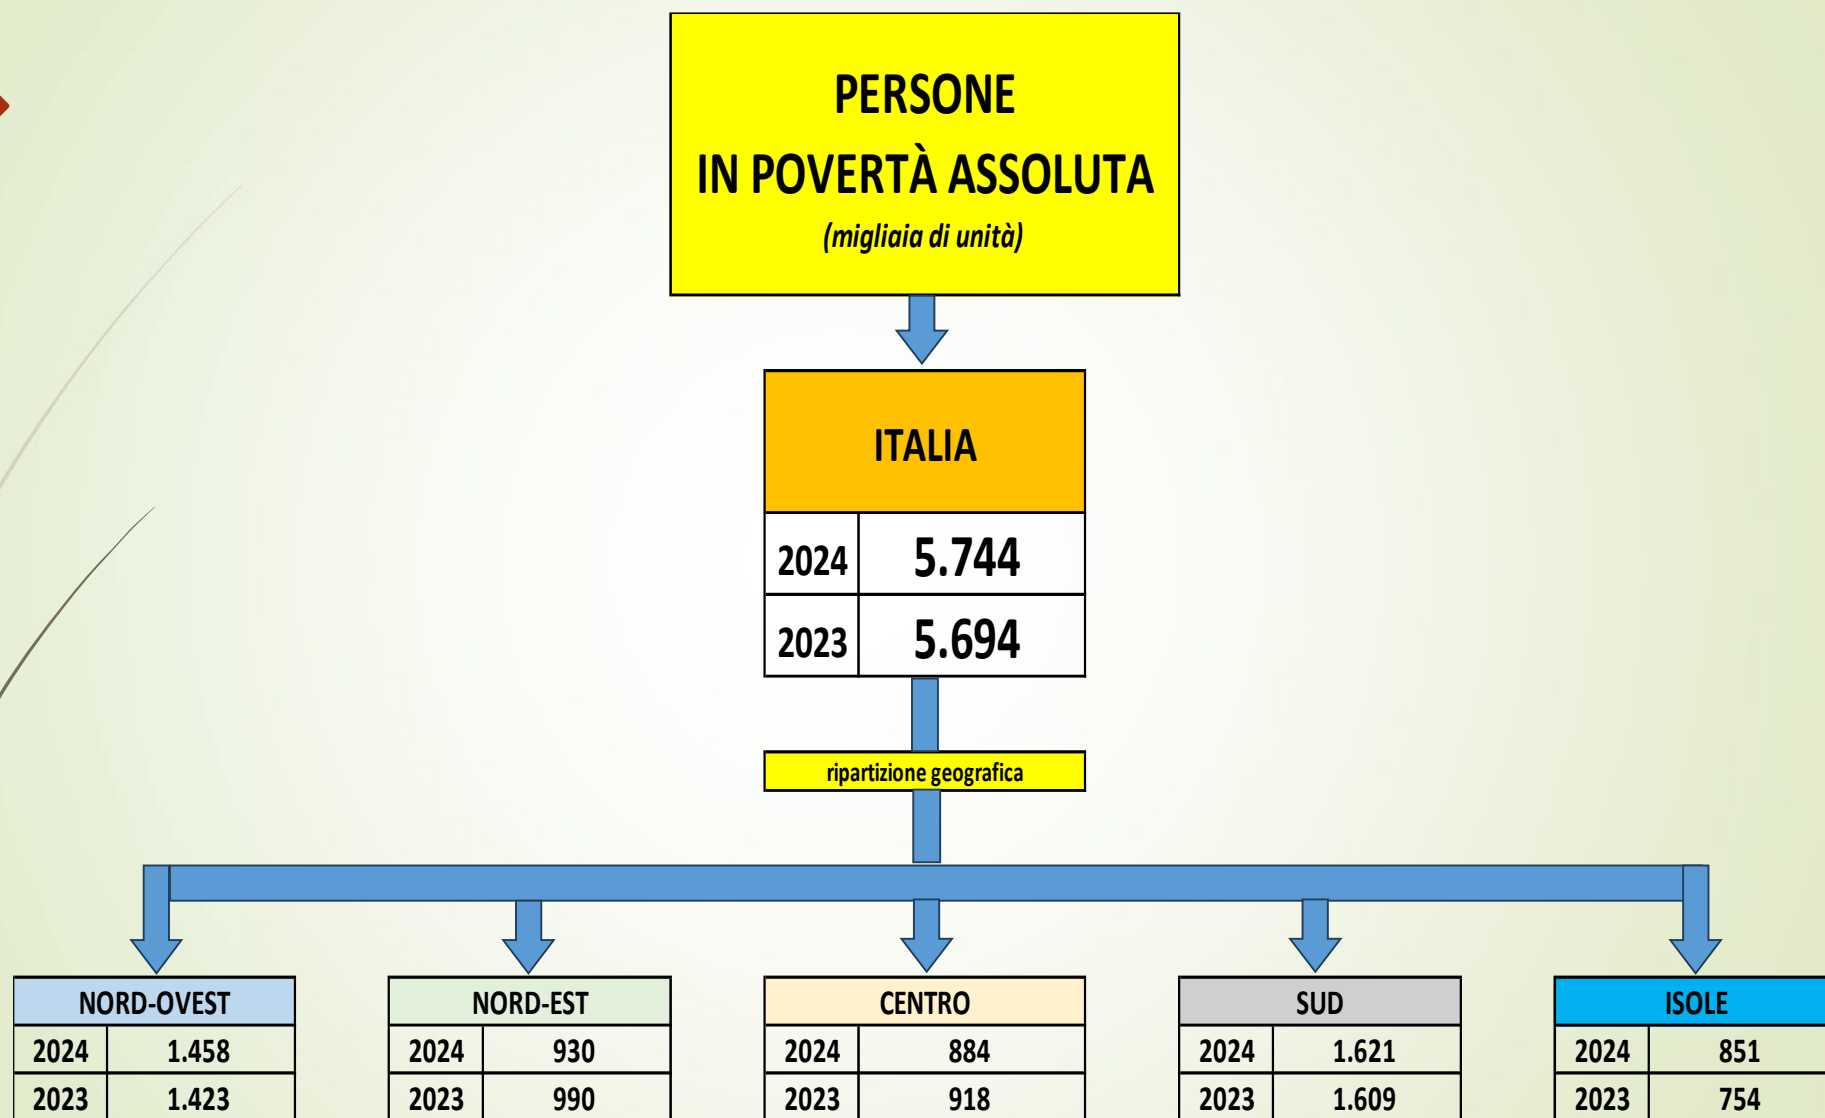 PERSONE
IN POVERTÀ ASSOLUTA
(migliaia di unità)
ITALIA
2024 5.744
2023 5.694
ripartizione geografica
NORD-OVEST
2024 1.458
2023 1.423
NORD-EST
2024 930
2023 990
CENTRO
2024 884
2023 918
SUD
2024 1.621
2023 1.609
ISOLE
2024 851
2023 754